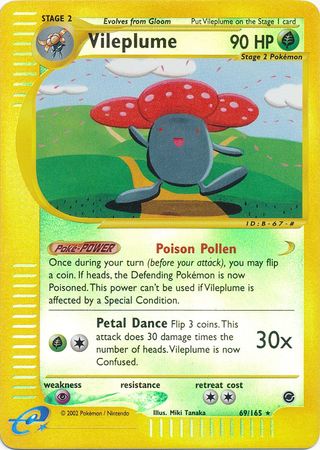 STAGE 2
Evolves from Gloom
Put Vileplume on the Stage 1 card
Vileplume
90 HP
Stage 2 Pokémon
ID:B-67-#
Poké-POWER
Poison Pollen
Once during your turn (before your attack), you may flip
a coin. If heads, the Defending Pokémon is now
Poisoned. This power can't be used if Vileplume is
affected by a Special Condition.
Petal Dance Flip 3 coins. This
attack does 30 damage times the
number of heads. Vileplume is now
Confused.
30x
weakness
resistance
retreat cost
e
© 2002 Pokémon / Nintendo
Illus. Miki Tanaka
69/165 ★